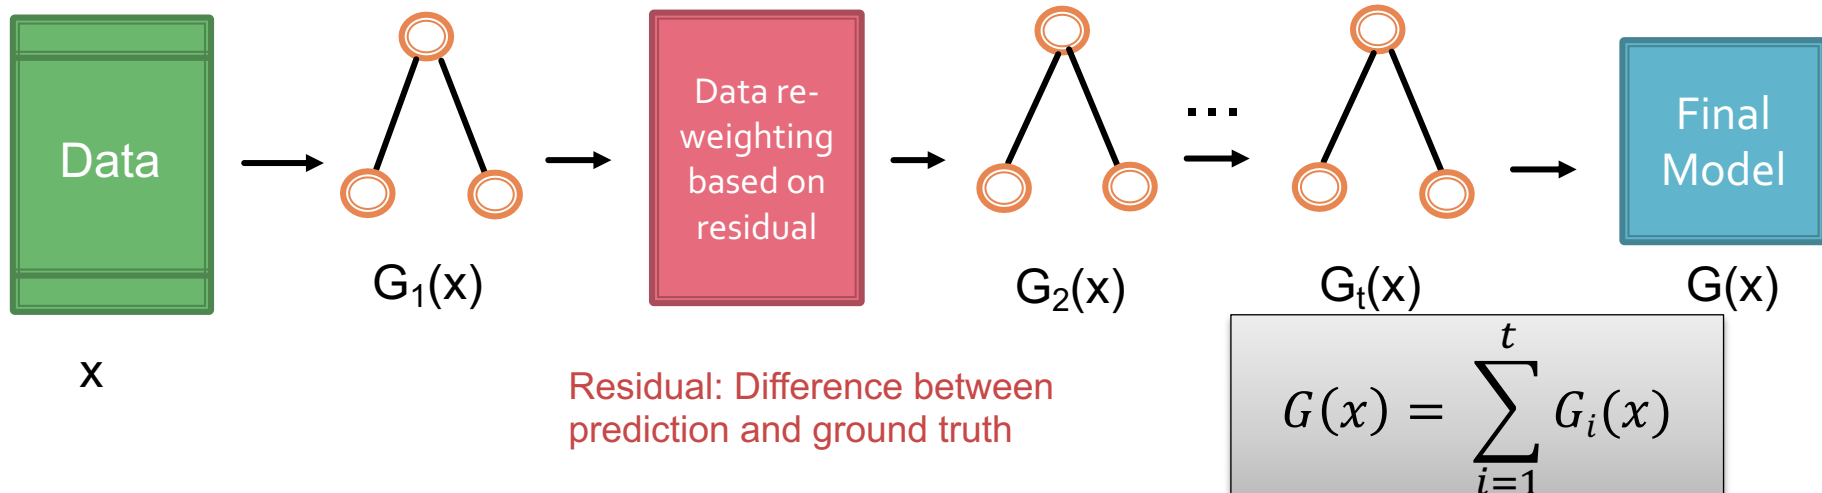 Data
x
G₁(x)
Data re-
weighting
based on
residual
G₂(x)
...
Gₜ(x)
Final
Model
G(x)
Residual: Difference between
prediction and ground truth
t
G(x) = ∑ Gᵢ(x)
i=1